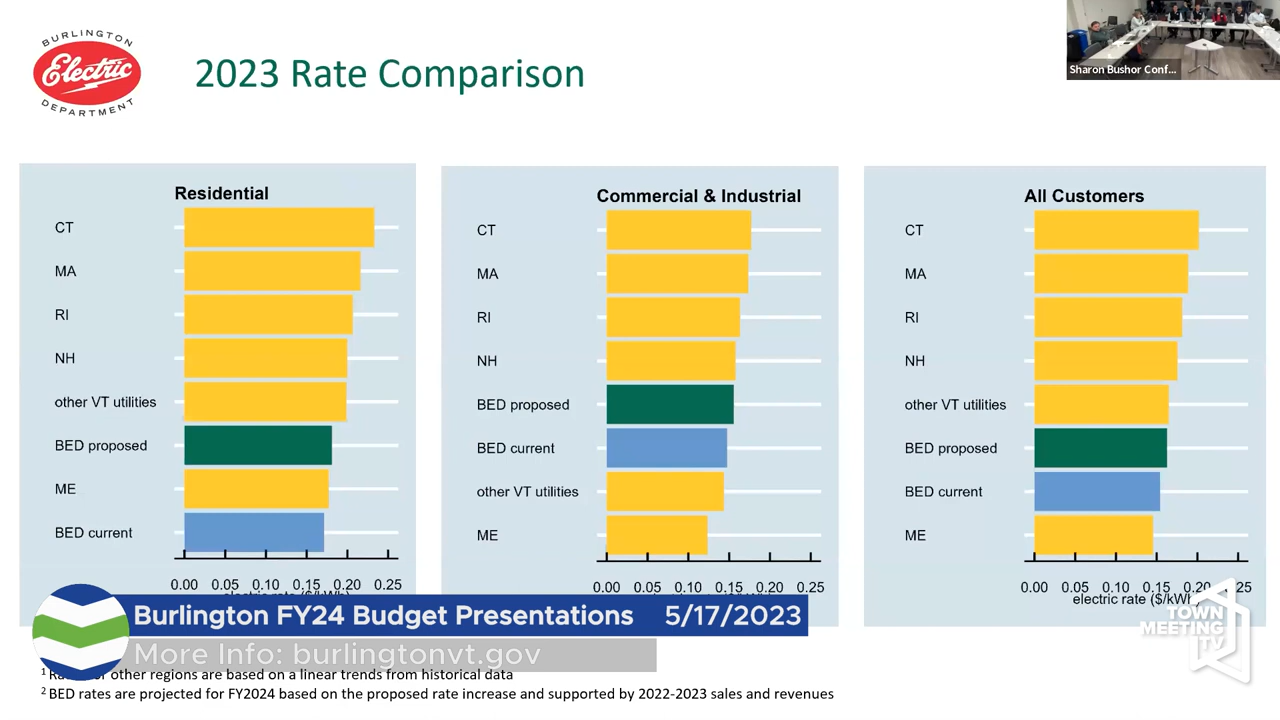 BURLINGTON
Electric
DEPARTMENT
2023 Rate Comparison
Sharon Bushor Conf...
Residential
CT
MA
RI
NH
other VT utilities
BED proposed
ME
BED current
0.00 0.05 0.10 0.15 0.20 0.25
electric rate ($/kWh)
Commercial & Industrial
CT
MA
RI
NH
BED proposed
BED current
other VT utilities
ME
0.00 0.05 0.10 0.15 0.20 0.25
All Customers
CT
MA
RI
NH
other VT utilities
BED proposed
BED current
ME
0.00 0.05 0.10 0.15 0.20 0.25
electric rate ($/kWh)
Burlington FY24 Budget Presentations 5/17/2023
More Info: burlingtonvt.gov
TOWN
MEETING
TV
1 other regions are based on a linear trends from historical data
2 BED rates are projected for FY2024 based on the proposed rate increase and supported by 2022-2023 sales and revenues